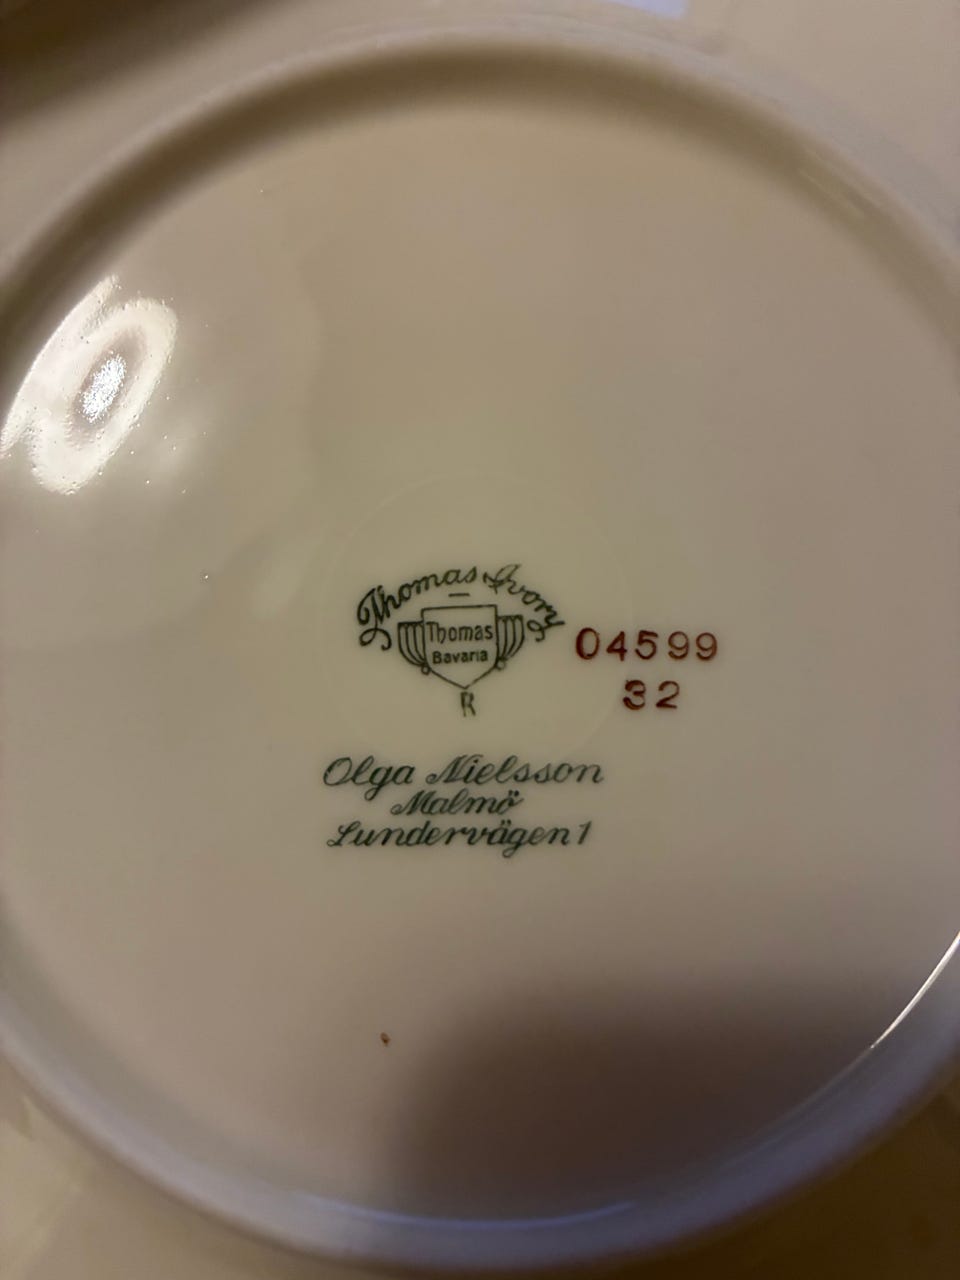 Thomas Ivory
Thomas
Bavaria
R
04599
32
Olga Nielsson
Malmö
Lundervägen 1